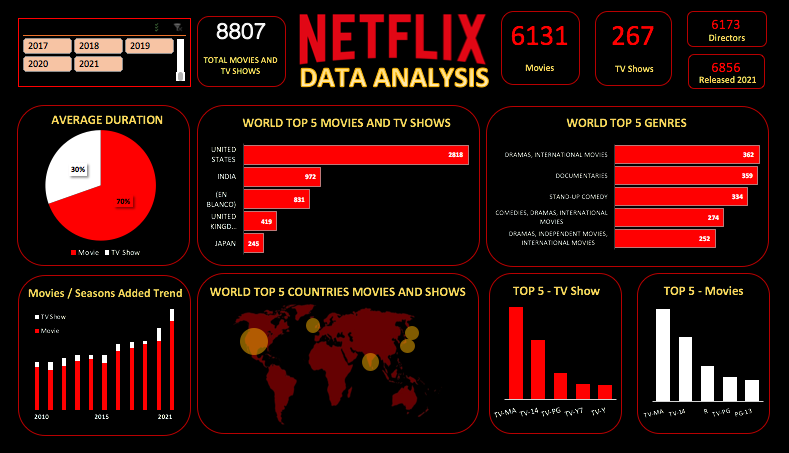 2017
2018
2019
2020
2021
8807
TOTAL MOVIES AND
TV SHOWS
NETFLIX
DATA ANALYSIS
6131
Movies
267
TV Shows
6173
Directors
6856
Released 2021
AVERAGE DURATION
30%
70%
Movie
TV Show
WORLD TOP 5 MOVIES AND TV SHOWS
UNITED
STATES
2818
INDIA
972
(EN
BLANCO)
831
UNITED
KINGD...
419
JAPAN
245
WORLD TOP 5 GENRES
DRAMAS, INTERNATIONAL MOVIES
362
DOCUMENTARIES
359
STAND-UP COMEDY
334
COMEDIES, DRAMAS, INTERNATIONAL
MOVIES
274
DRAMAS, INDEPENDENT MOVIES,
INTERNATIONAL MOVIES
252
Movies / Seasons Added Trend
TV Show
Movie
2010
2015
2021
WORLD TOP 5 COUNTRIES MOVIES AND SHOWS
TOP 5 - TV Show
TV-MA
TV-14
TV-PG
TV-Y7
TV-Y
TOP 5 - Movies
TV-MA
TV-14
R
TV-PG
PG-13